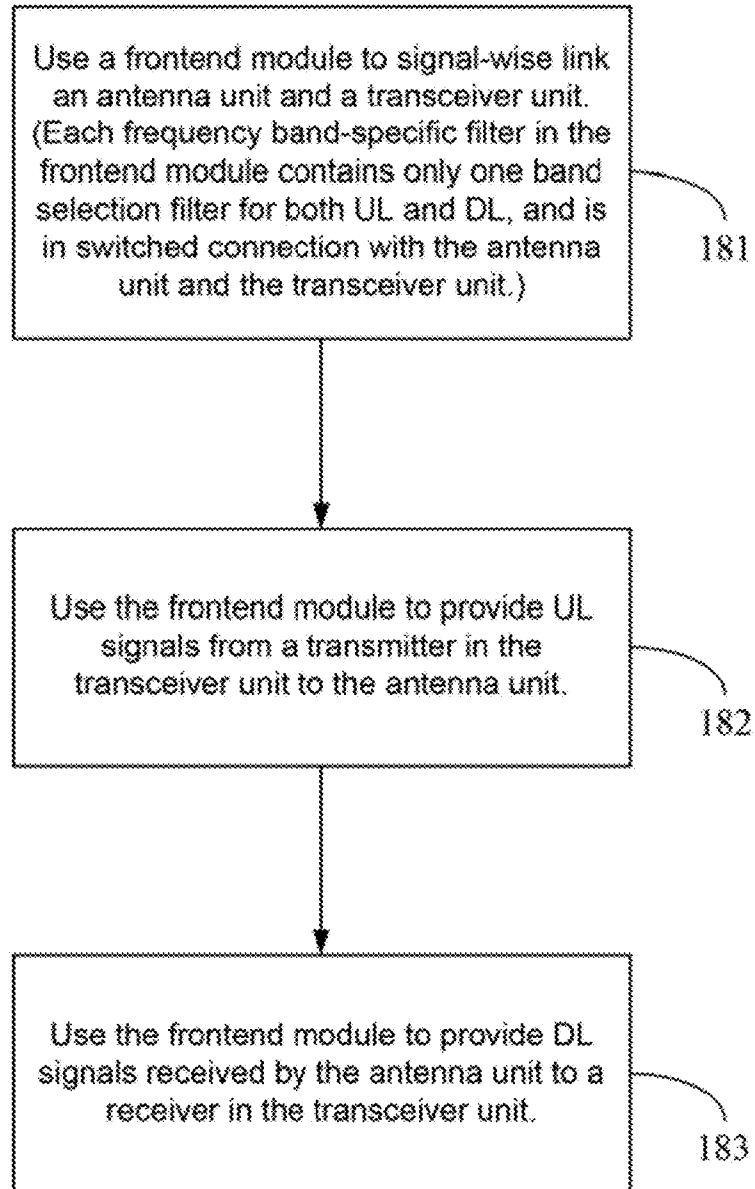 Use a frontend module to signal-wise link
an antenna unit and a transceiver unit.
(Each frequency band-specific filter in the
frontend module contains only one band
selection filter for both UL and DL, and is
in switched connection with the antenna
unit and the transceiver unit.)
181
Use the frontend module to provide UL
signals from a transmitter in the
transceiver unit to the antenna unit.
182
Use the frontend module to provide DL
signals received by the antenna unit to a
receiver in the transceiver unit.
183